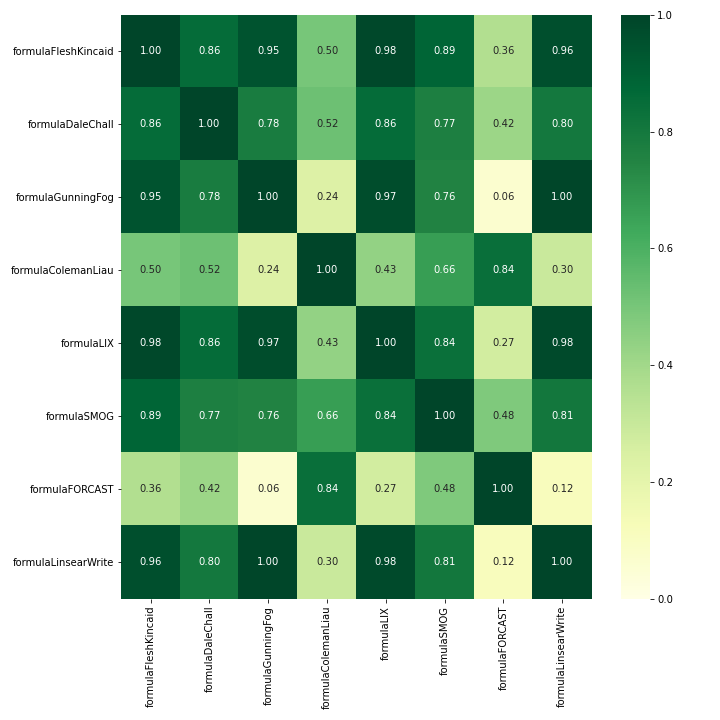 formulaFleshKincaid 1.00 0.86 0.95 0.50 0.98 0.89 0.36 0.96
formulaDaleChall 0.86 1.00 0.78 0.52 0.86 0.77 0.42 0.80
formulaGunningFog 0.95 0.78 1.00 0.24 0.97 0.76 0.06 1.00
formulaColemanLiau 0.50 0.52 0.24 1.00 0.43 0.66 0.84 0.30
formulaLIX 0.98 0.86 0.97 0.43 1.00 0.84 0.27 0.98
formulaSMOG 0.89 0.77 0.76 0.66 0.84 1.00 0.48 0.81
formulaFORCAST 0.36 0.42 0.06 0.84 0.27 0.48 1.00 0.12
formulaLinsearWrite 0.96 0.80 1.00 0.30 0.98 0.81 0.12 1.00
formulaFleshKincaid
formulaDaleChall
formulaGunningFog
formulaColemanLiau
formulaLIX
formulaSMOG
formulaFORCAST
formulaLinsearWrite
1.0
0.8
0.6
0.4
0.2
0.0